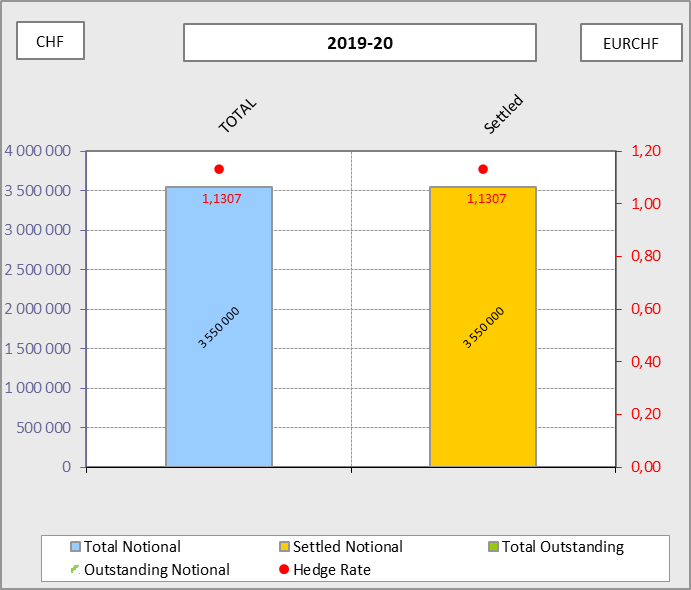 CHF
2019-20
EURCHF
TOTAL
Settled
4 000 000
3 500 000
3 000 000
2 500 000
2 000 000
1 500 000
1 000 000
500 000
0
1,1307
1,1307
3 550 000
3 550 000
1,20
1,00
0,80
0,60
0,40
0,20
0,00
Total Notional
Settled Notional
Total Outstanding
Outstanding Notional
Hedge Rate